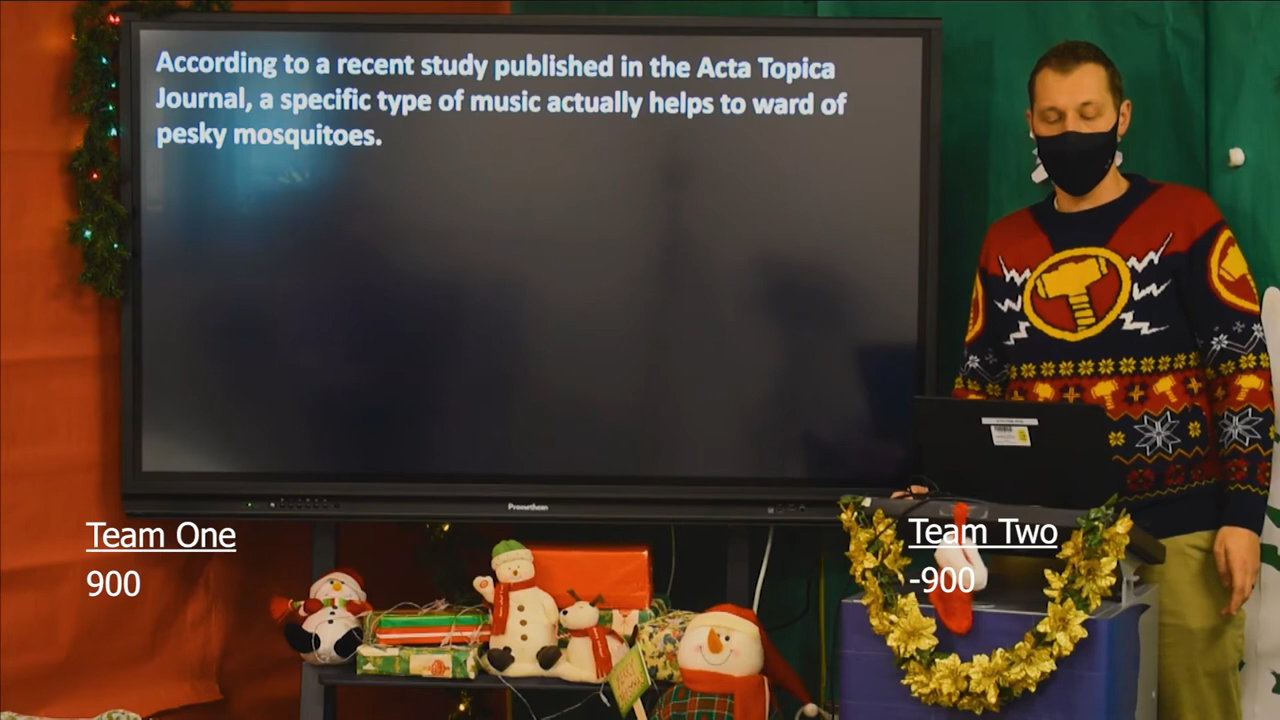 According to a recent study published in the Acta Topica
Journal, a specific type of music actually helps to ward of
pesky mosquitoes.
Promethean
Team One
900
Team Two
-900